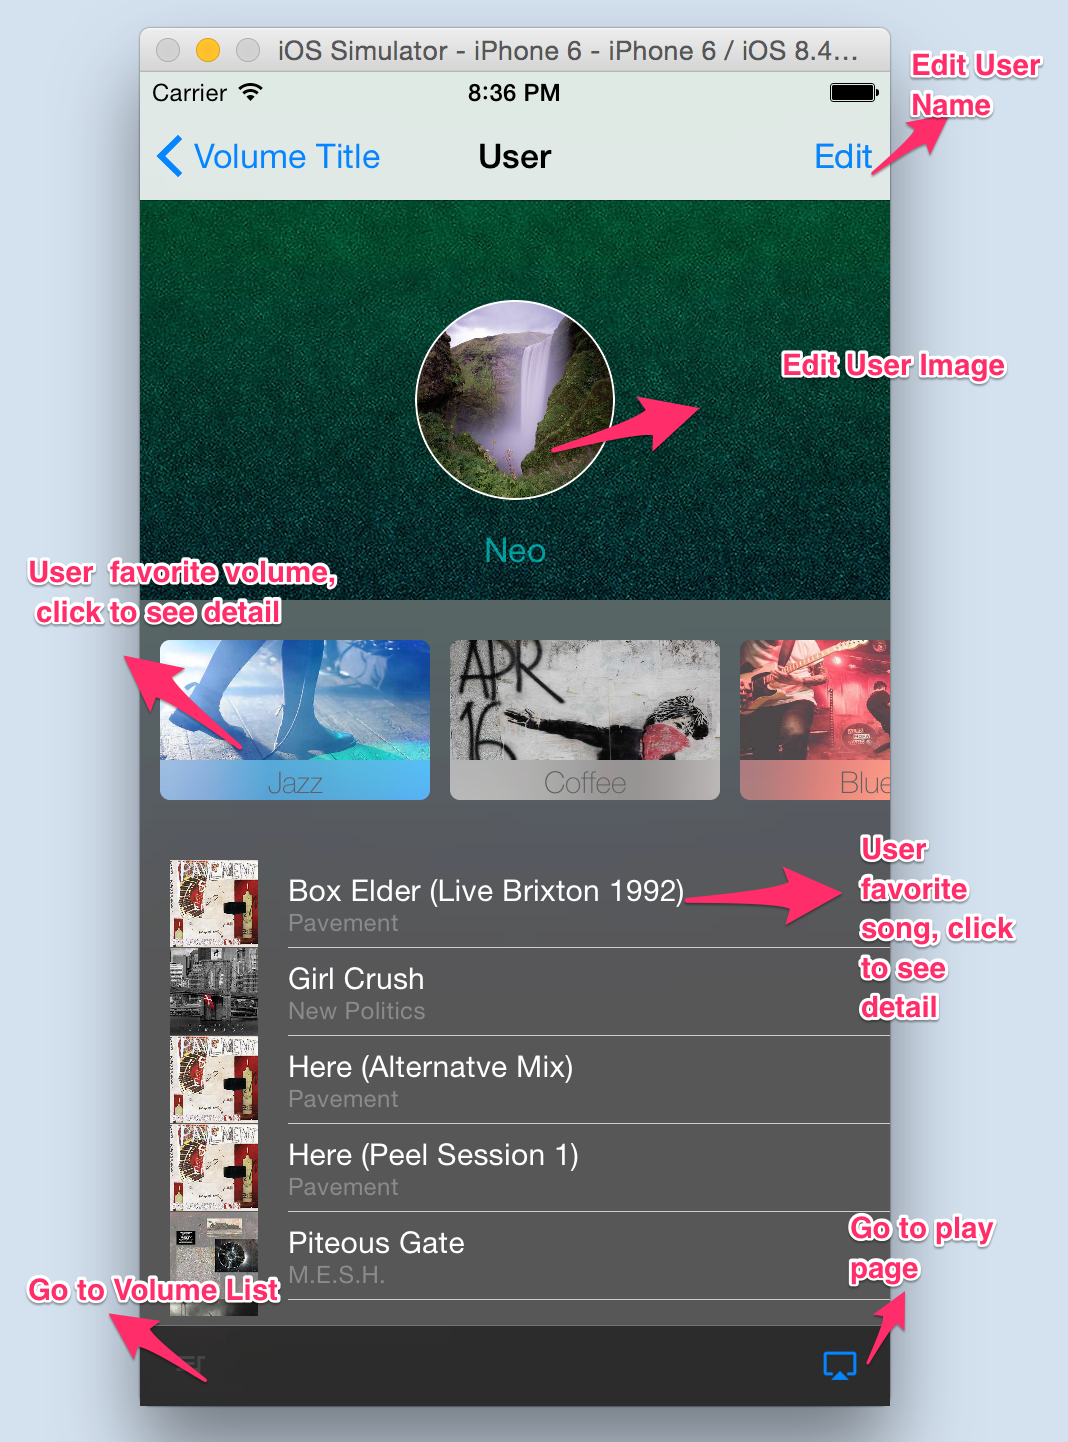 iOS Simulator - iPhone 6 - iPhone 6 / iOS 8.4...
Edit User
Name
Carrier
8:36 PM
Volume Title
User
Edit
Edit User Image
Neo
User favorite volume,
click to see detail
APR
16
Jazz
Coffee
Blue
User
favorite
song, click
to see
detail
Box Elder (Live Brixton 1992)
Pavement
Girl Crush
New Politics
Here (Alternatve Mix)
Pavement
Here (Peel Session 1)
Pavement
Go to play
page
Piteous Gate
M.E.S.H.
Go to Volume List